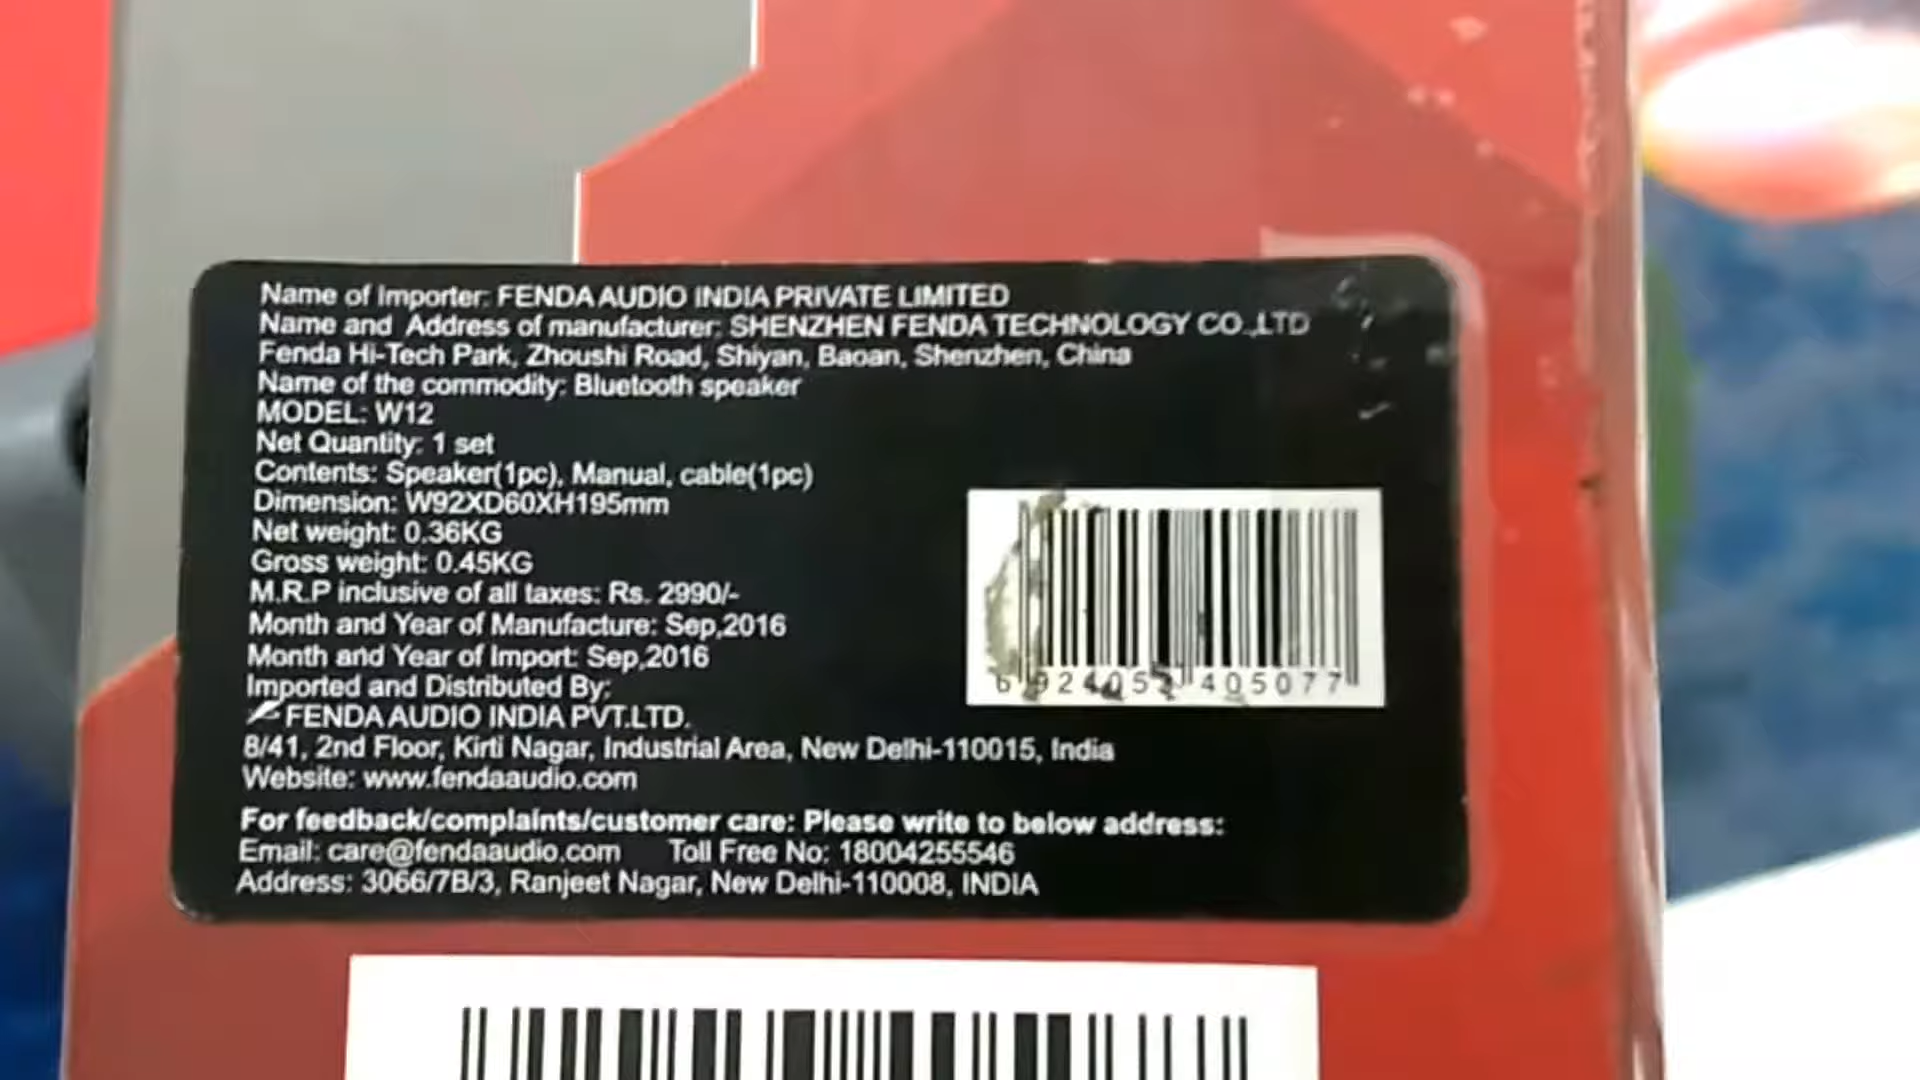 Name of Importer: FENDA AUDIO INDIA PRIVATE LIMITED
Name and Address of manufacturer: SHENZHEN FENDA TECHNOLOGY CO.,LTD
Fenda Hi-Tech Park, Zhoushi Road, Shiyan, Baoan, Shenzhen, China
Name of the commodity: Bluetooth speaker
MODEL: W12
Net Quantity: 1 set
Contents: Speaker(1pc), Manual, cable(1pc)
Dimension: W92XD60XH195mm
Net weight: 0.36KG
Gross weight: 0.45KG
M.R.P inclusive of all taxes: Rs. 2990/-
Month and Year of Manufacture: Sep,2016
Month and Year of Import: Sep,2016
Imported and Distributed By:
FENDA AUDIO INDIA PVT.LTD.
8/41, 2nd Floor, Kirti Nagar, Industrial Area, New Delhi-110015, India
Website: www.fendaaudio.com
For feedback/complaints/customer care: Please write to below address:
Email: care@fendaaudio.com Toll Free No: 18004255546
Address: 3066/7B/3, Ranjeet Nagar, New Delhi-110008, INDIA
405077